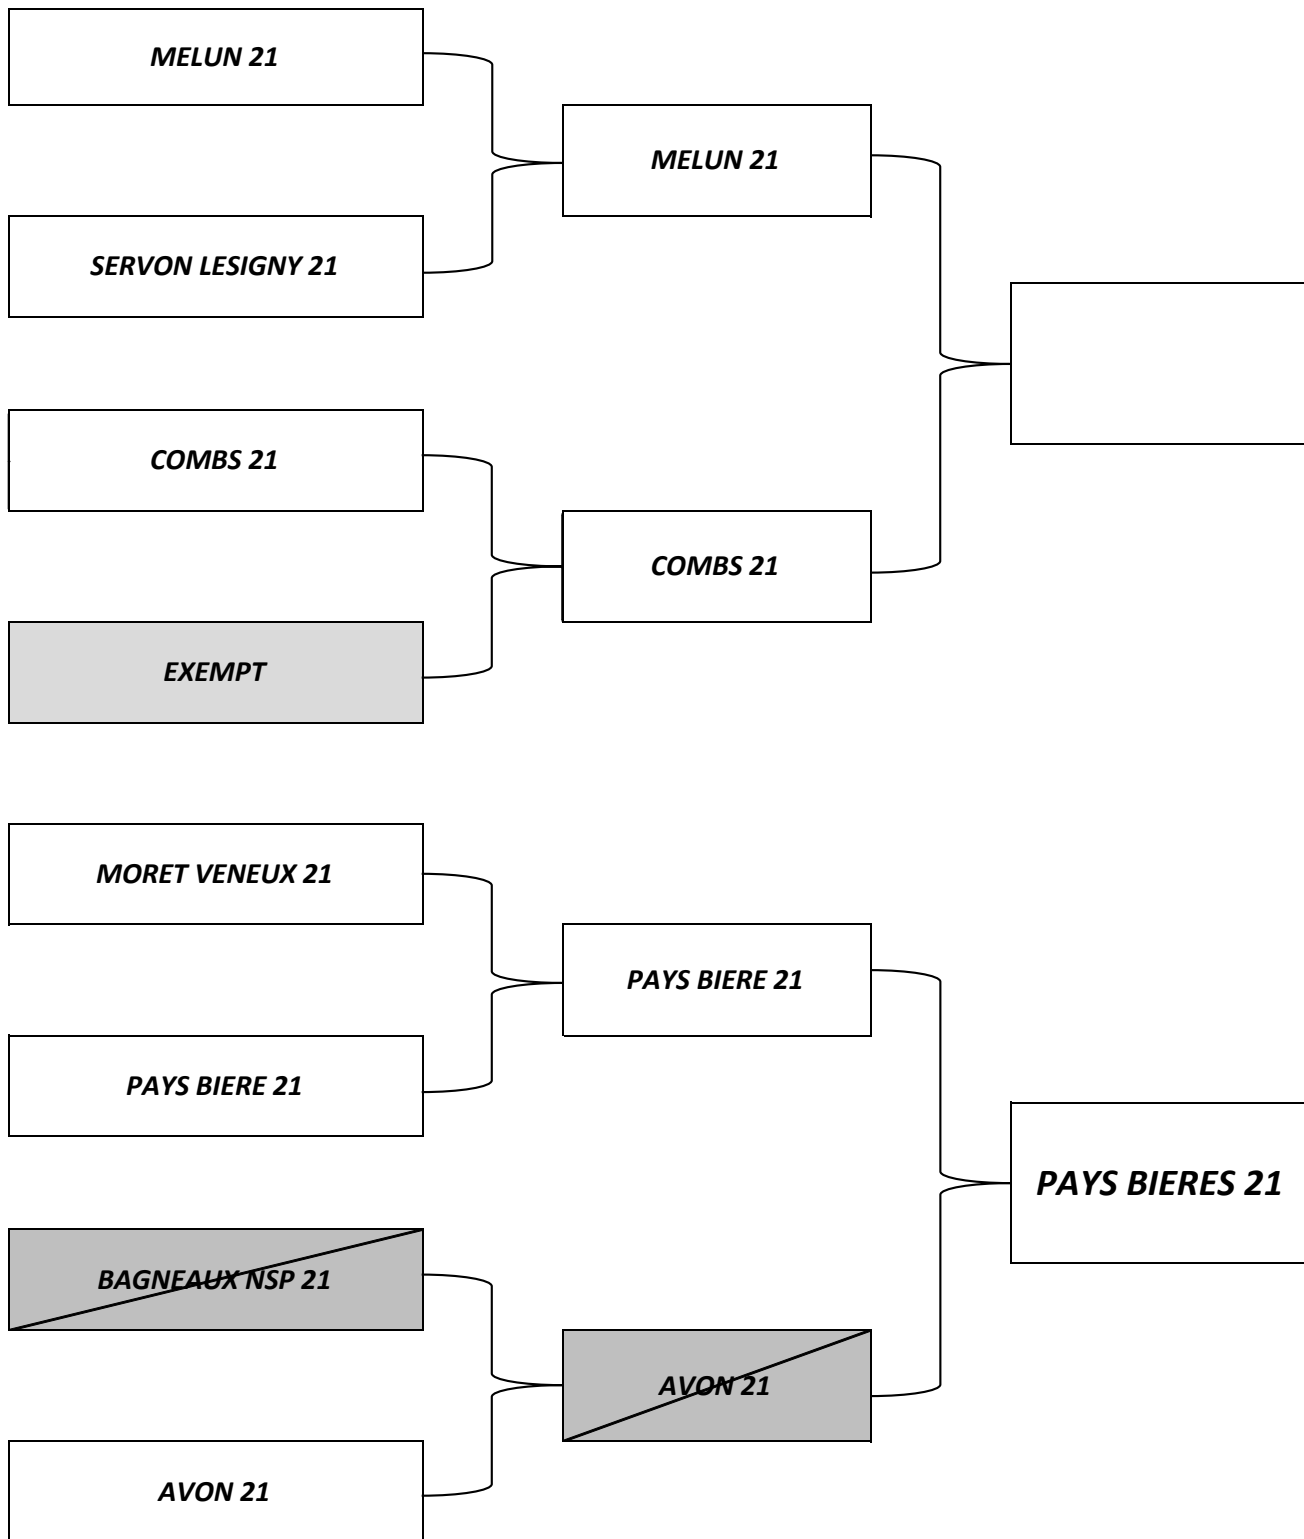 MELUN 21
MELUN 21
SERVON LESIGNY 21
COMBS 21
COMBS 21
EXEMPT
MORET VENEUX 21
PAYS BIERE 21
PAYS BIERE 21
PAYS BIERES 21
BAGNEAUX NSP 21
AVON 21
AVON 21